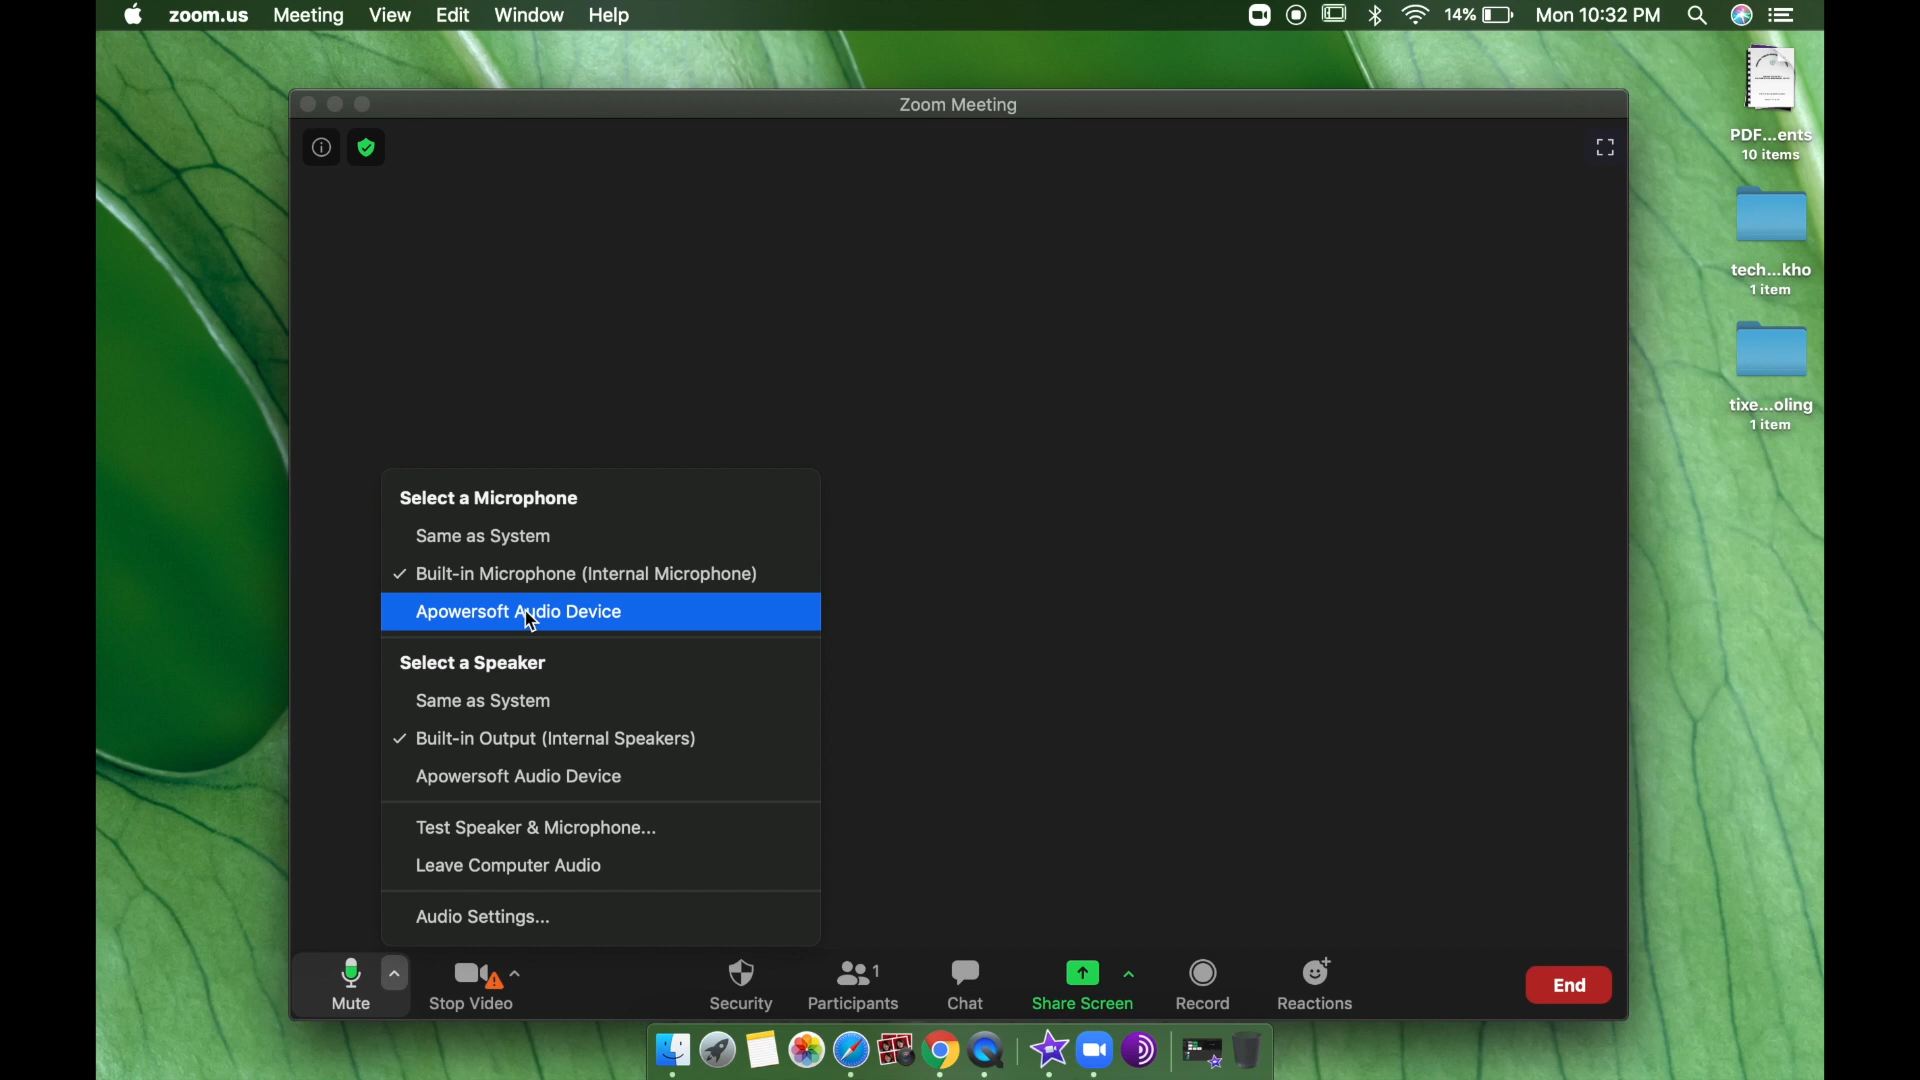 zoom.us Meeting View Edit Window Help
14% Mon 10:32 PM
PDF...ents
10 items
tech...kho
1 item
tixe...oling
1 item
Zoom Meeting
Select a Microphone
Same as System
✓ Built-in Microphone (Internal Microphone)
Apowersoft Audio Device
Select a Speaker
Same as System
✓ Built-in Output (Internal Speakers)
Apowersoft Audio Device
Test Speaker & Microphone...
Leave Computer Audio
Audio Settings...
Mute
Stop Video
Security
Participants 1
Chat
Share Screen
Record
Reactions
End